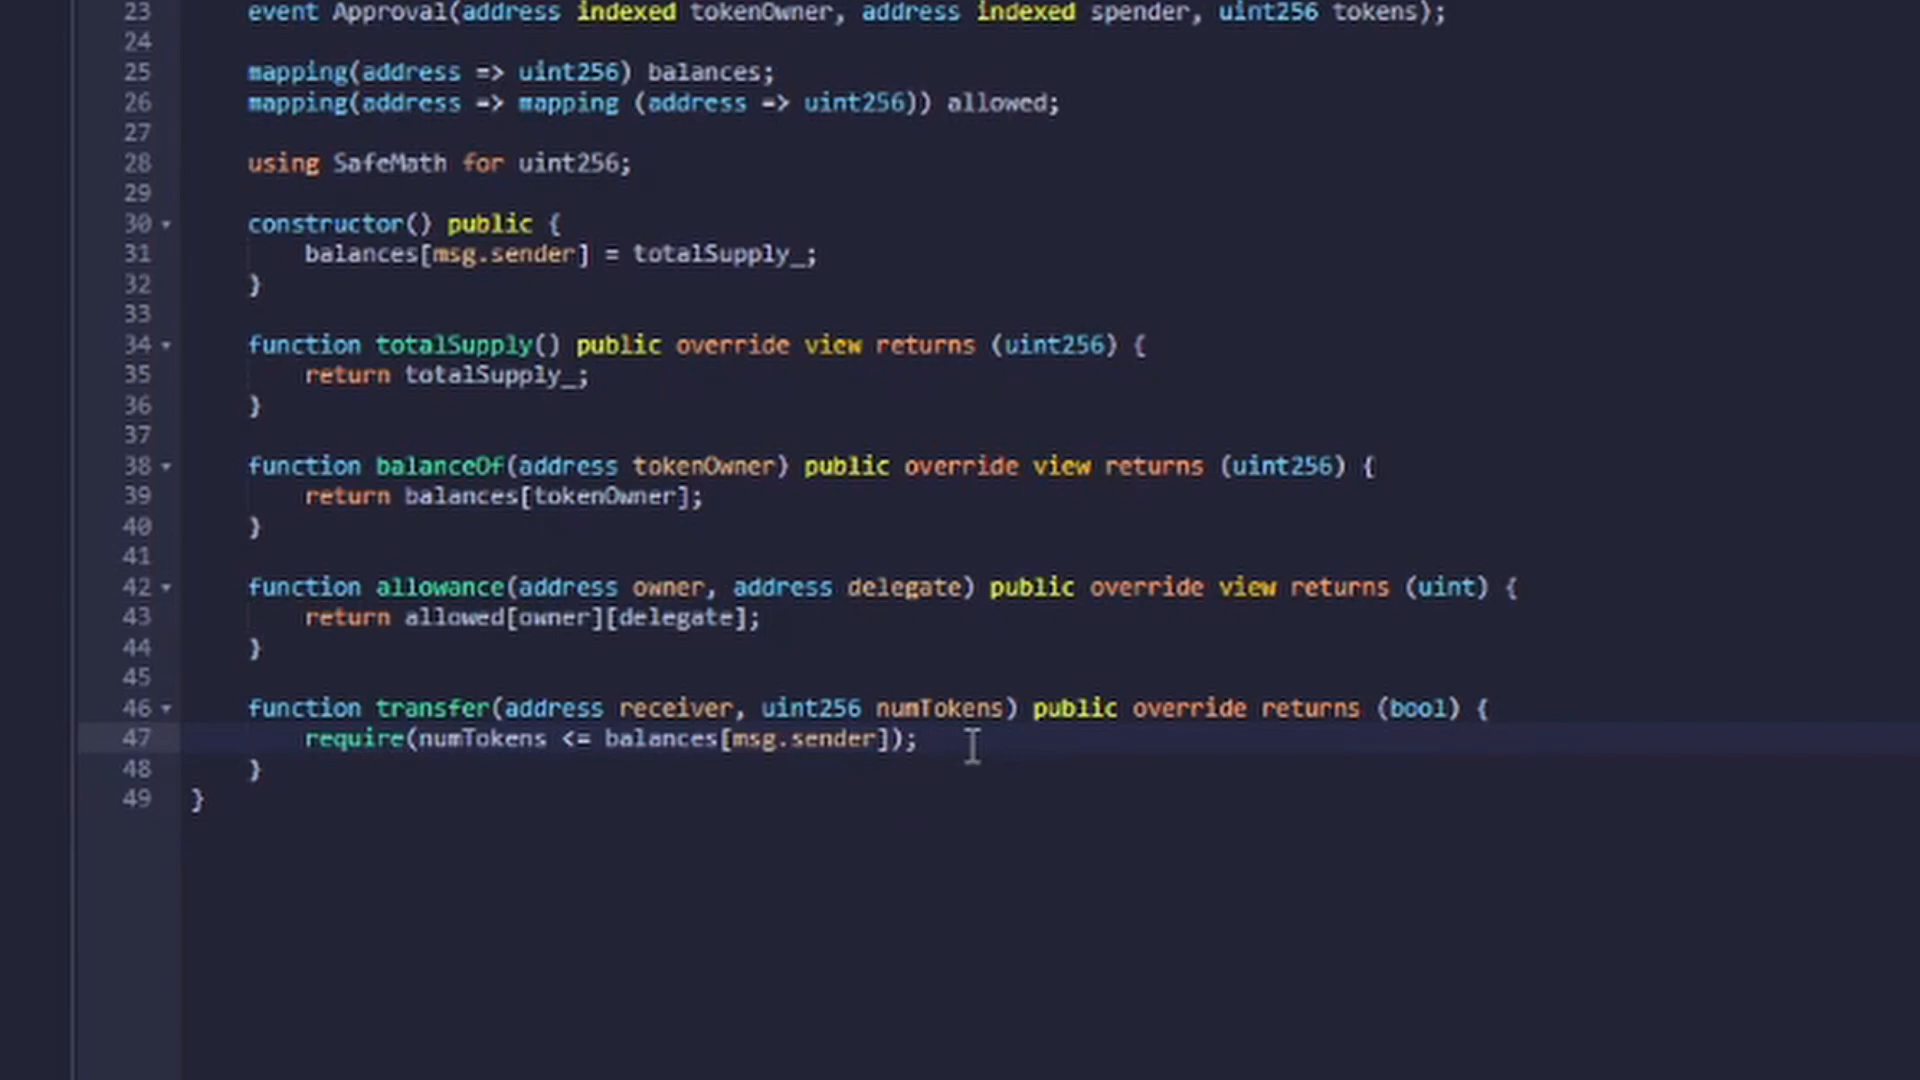 23 event Approval(address indexed tokenOwner, address indexed spender, uint256 tokens);
24
25 mapping(address => uint256) balances;
26 mapping(address => mapping (address => uint256)) allowed;
27
28 using SafeMath for uint256;
29
30 constructor() public {
31 balances[msg.sender] = totalSupply_;
32 }
33
34 function totalSupply() public override view returns (uint256) {
35 return totalSupply_;
36 }
37
38 function balanceOf(address tokenOwner) public override view returns (uint256) {
39 return balances[tokenOwner];
40 }
41
42 function allowance(address owner, address delegate) public override view returns (uint) {
43 return allowed[owner][delegate];
44 }
45
46 function transfer(address receiver, uint256 numTokens) public override returns (bool) {
47 require(numTokens <= balances[msg.sender]);
48 }
49 }